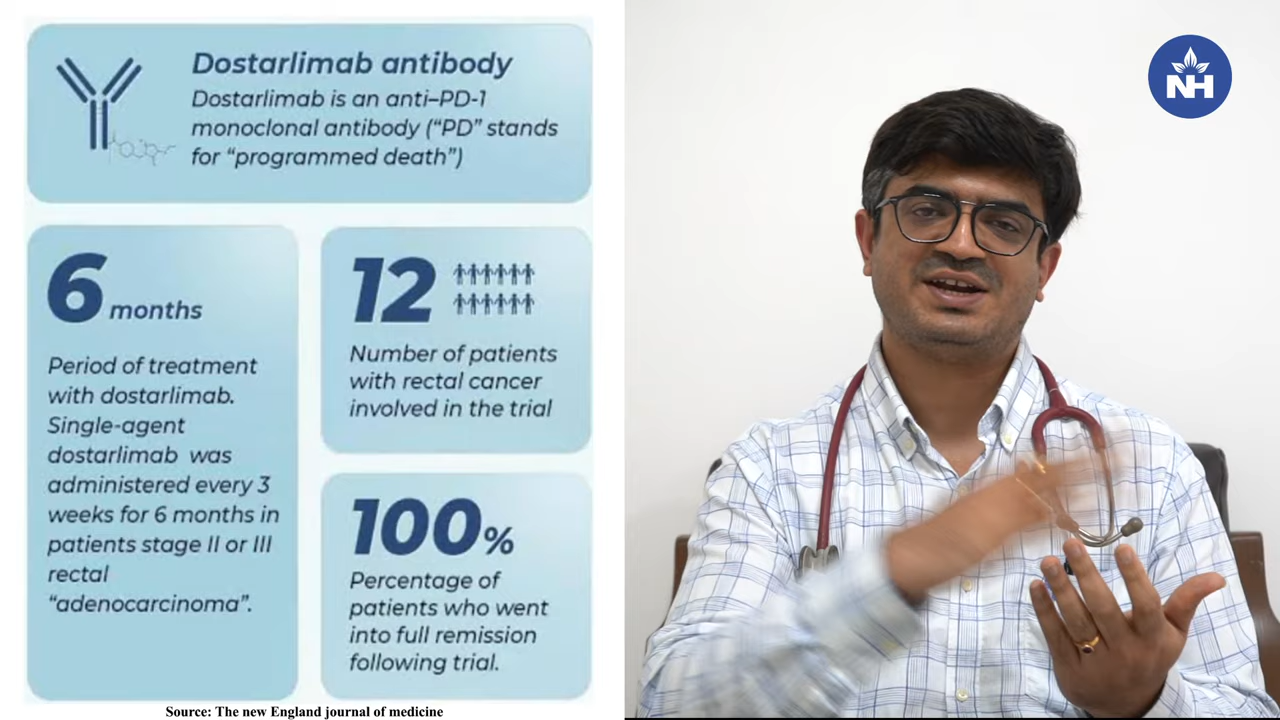 Dostarlimab antibody
Dostarlimab is an anti–PD-1
monoclonal antibody (“PD” stands
for “programmed death”)
6 months
Period of treatment
with dostarlimab.
Single-agent
dostarlimab was
administered every 3
weeks for 6 months in
patients stage II or III
rectal
“adenocarcinoma”.
12
Number of patients
with rectal cancer
involved in the trial
100%
Percentage of
patients who went
into full remission
following trial.
Source: The new England journal of medicine
NH